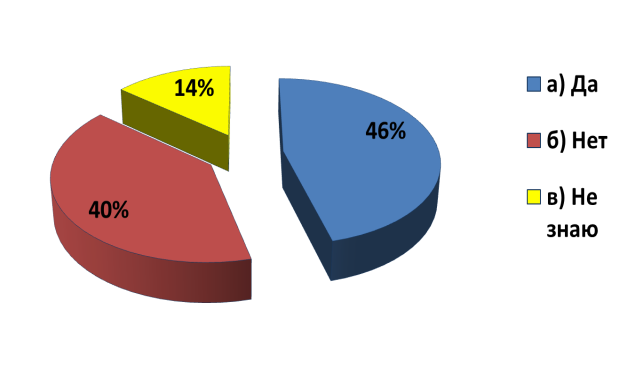 14%
46%
40%
а) Да
б) Нет
в) Не
знаю